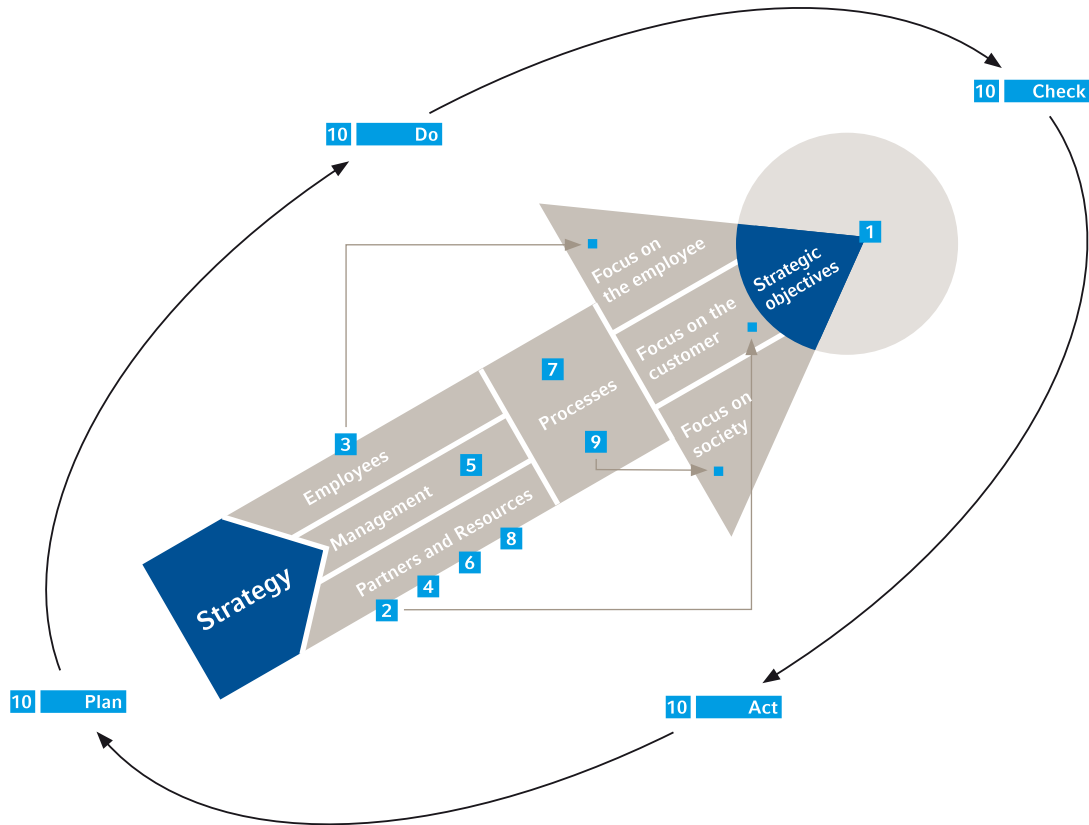 10 Check
10 Do
1
Strategic
objectives
Focus on
the employee
Focus on the
customer
Focus on
society
7
Processes
9
3
Employees
5
Management
Partners and Resources
8
6
4
2
Strategy
10 Plan
10 Act